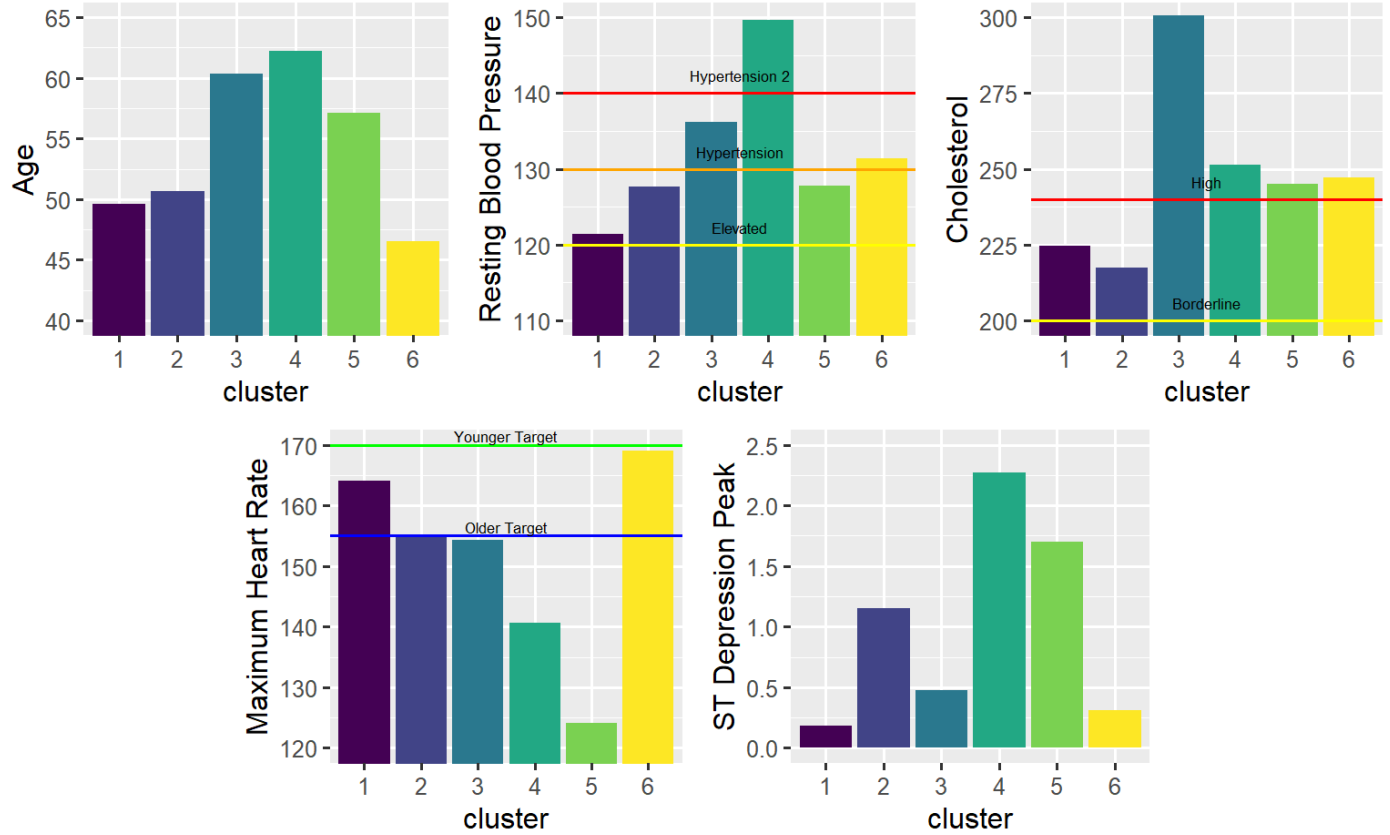 Age
65
60
55
50
45
40
1 2 3 4 5 6
cluster
Resting Blood Pressure
150
140
130
120
110
Hypertension 2
Hypertension
Elevated
1 2 3 4 5 6
cluster
Cholesterol
300
275
250
225
200
High
Borderline
1 2 3 4 5 6
cluster
Maximum Heart Rate
170
160
150
140
130
120
Younger Target
Older Target
1 2 3 4 5 6
cluster
ST Depression Peak
2.5
2.0
1.5
1.0
0.5
0.0
1 2 3 4 5 6
cluster